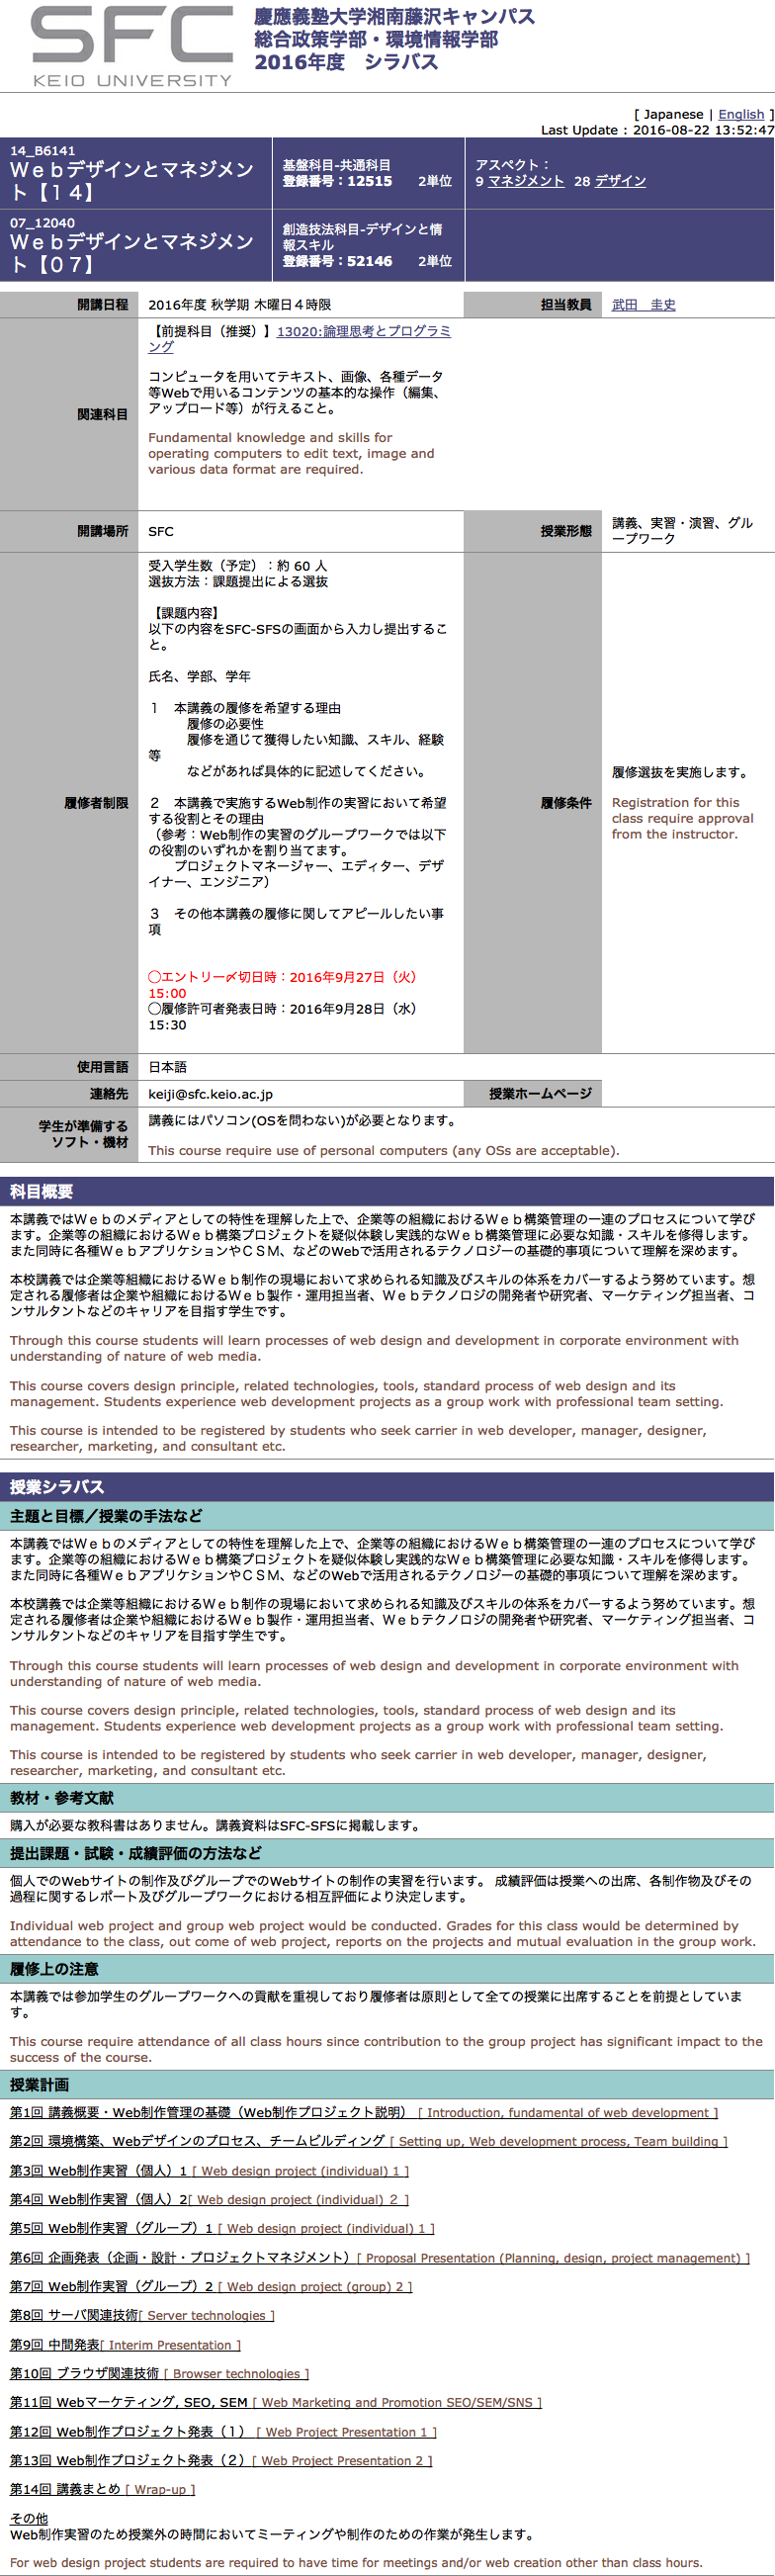 SFC
KEIO UNIVERSITY
慶應義塾大学湘南藤沢キャンパス
総合政策学部・環境情報学部
2016年度　シラバス
[ Japanese | English ]
Last Update : 2016-08-22 13:52:47
14_B6141
Ｗｅｂデザインとマネジメン
ト【１４】
基盤科目-共通科目
登録番号：12515　　2単位
アスペクト：
9 マネジメント 28 デザイン
07_12040
Ｗｅｂデザインとマネジメン
ト【０７】
創造技法科目-デザインと情
報スキル
登録番号：52146　　2単位
開講日程
2016年度 秋学期 木曜日４時限
担当教員
武田　圭史
関連科目
【前提科目（推奨）】13020:論理思考とプログラミ
ング
コンピュータを用いてテキスト、画像、各種データ
等Webで用いるコンテンツの基本的な操作（編集、
アップロード等）が行えること。
Fundamental knowledge and skills for
operating computers to edit text, image and
various data format are required.
開講場所
SFC
授業形態
講義、実習・演習、グル
ープワーク
履修者制限
受入学生数（予定）：約 60 人
選抜方法：課題提出による選抜
【課題内容】
以下の内容をSFC-SFSの画面から入力し提出するこ
と。
氏名、学部、学年
１　本講義の履修を希望する理由
履修の必要性
履修を通じて獲得したい知識、スキル、経験
等
などがあれば具体的に記述してください。
２　本講義で実施するWeb制作の実習において希望
する役割とその理由
（参考：Web制作の実習のグループワークでは以下
の役割のいずれかを割り当てます。
プロジェクトマネージャー、エディター、デザ
イナー、エンジニア）
３　その他本講義の履修に関してアピールしたい事
項
◯エントリー〆切日時：2016年9月27日（火）
15:00
◯履修許可者発表日時：2016年9月28日（水）
15:30
履修条件
履修選抜を実施します。
Registration for this
class require approval
from the instructor.
使用言語
日本語
連絡先
keiji@sfc.keio.ac.jp
授業ホームページ
学生が準備する
ソフト・機材
講義にはパソコン(OSを問わない)が必要となります。
This course require use of personal computers (any OSs are acceptable).
科目概要
本講義ではＷｅｂのメディアとしての特性を理解した上で、企業等の組織におけるＷｅｂ構築管理の一連のプロセスについて学び
ます。企業等の組織におけるＷｅｂ構築プロジェクトを疑似体験し実践的なＷｅｂ構築管理に必要な知識・スキルを修得します。
また同時に各種ＷｅｂアプリケションやＣＳＭ、などのWebで活用されるテクノロジーの基礎的事項について理解を深めます。
本校講義では企業等組織におけるＷｅｂ制作の現場において求められる知識及びスキルの体系をカバーするよう努めています。想
定される履修者は企業や組織におけるＷｅｂ製作・運用担当者、Ｗｅｂテクノロジの開発者や研究者、マーケティング担当者、コ
ンサルタントなどのキャリアを目指す学生です。
Through this course students will learn processes of web design and development in corporate environment with
understanding of nature of web media.
This course covers design principle, related technologies, tools, standard process of web design and its
management. Students experience web development projects as a group work with professional team setting.
This course is intended to be registered by students who seek carrier in web developer, manager, designer,
researcher, marketing, and consultant etc.
授業シラバス
主題と目標／授業の手法など
本講義ではＷｅｂのメディアとしての特性を理解した上で、企業等の組織におけるＷｅｂ構築管理の一連のプロセスについて学び
ます。企業等の組織におけるＷｅｂ構築プロジェクトを疑似体験し実践的なＷｅｂ構築管理に必要な知識・スキルを修得します。
また同時に各種ＷｅｂアプリケションやＣＳＭ、などのWebで活用されるテクノロジーの基礎的事項について理解を深めます。
本校講義では企業等組織におけるＷｅｂ制作の現場において求められる知識及びスキルの体系をカバーするよう努めています。想
定される履修者は企業や組織におけるＷｅｂ製作・運用担当者、Ｗｅｂテクノロジの開発者や研究者、マーケティング担当者、コ
ンサルタントなどのキャリアを目指す学生です。
Through this course students will learn processes of web design and development in corporate environment with
understanding of nature of web media.
This course covers design principle, related technologies, tools, standard process of web design and its
management. Students experience web development projects as a group work with professional team setting.
This course is intended to be registered by students who seek carrier in web developer, manager, designer,
researcher, marketing, and consultant etc.
教材・参考文献
購入が必要な教科書はありません。講義資料はSFC-SFSに掲載します。
提出課題・試験・成績評価の方法など
個人でのWebサイトの制作及びグループでのWebサイトの制作の実習を行います。 成績評価は授業への出席、各制作物及びその
過程に関するレポート及びグループワークにおける相互評価により決定します。
Individual web project and group web project would be conducted. Grades for this class would be determined by
attendance to the class, out come of web project, reports on the projects and mutual evaluation in the group work.
履修上の注意
本講義では参加学生のグループワークへの貢献を重視しており履修者は原則として全ての授業に出席することを前提としていま
す。
This course require attendance of all class hours since contribution to the group project has significant impact to the
success of the course.
授業計画
第1回 講義概要・Web制作管理の基礎（Web制作プロジェクト説明） [ Introduction, fundamental of web development ]
第2回 環境構築、Webデザインのプロセス、チームビルディング [ Setting up, Web development process, Team building ]
第3回 Web制作実習（個人）1 [ Web design project (individual) 1 ]
第4回 Web制作実習（個人）2[ Web design project (individual) ２ ]
第5回 Web制作実習（グループ）1 [ Web design project (individual) 1 ]
第6回 企画発表（企画・設計・プロジェクトマネジメント）[ Proposal Presentation (Planning, design, project management) ]
第7回 Web制作実習（グループ）2 [ Web design project (group) 2 ]
第8回 サーバ関連技術[ Server technologies ]
第9回 中間発表[ Interim Presentation ]
第10回 ブラウザ関連技術 [ Browser technologies ]
第11回 Webマーケティング, SEO, SEM [ Web Marketing and Promotion SEO/SEM/SNS ]
第12回 Web制作プロジェクト発表（１） [ Web Project Presentation 1 ]
第13回 Web制作プロジェクト発表（２）[ Web Project Presentation 2 ]
第14回 講義まとめ [ Wrap-up ]
その他
Web制作実習のため授業外の時間においてミーティングや制作のための作業が発生します。
For web design project students are required to have time for meetings and/or web creation other than class hours.